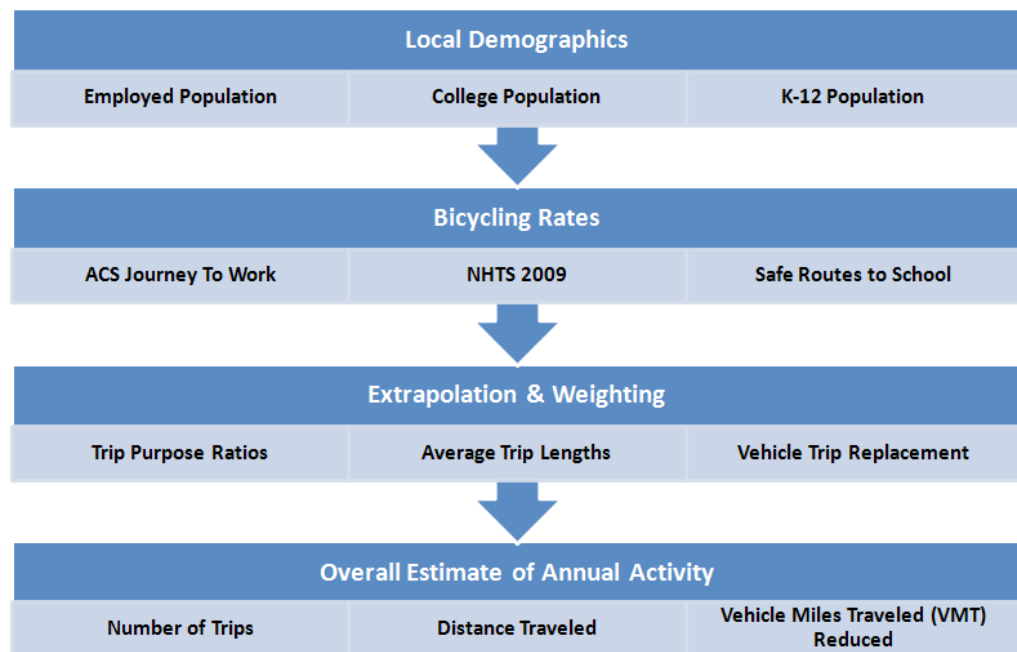 Local Demographics
Employed Population
College Population
K-12 Population
Bicycling Rates
ACS Journey To Work
NHTS 2009
Safe Routes to School
Extrapolation & Weighting
Trip Purpose Ratios
Average Trip Lengths
Vehicle Trip Replacement
Overall Estimate of Annual Activity
Number of Trips
Distance Traveled
Vehicle Miles Traveled (VMT)
Reduced